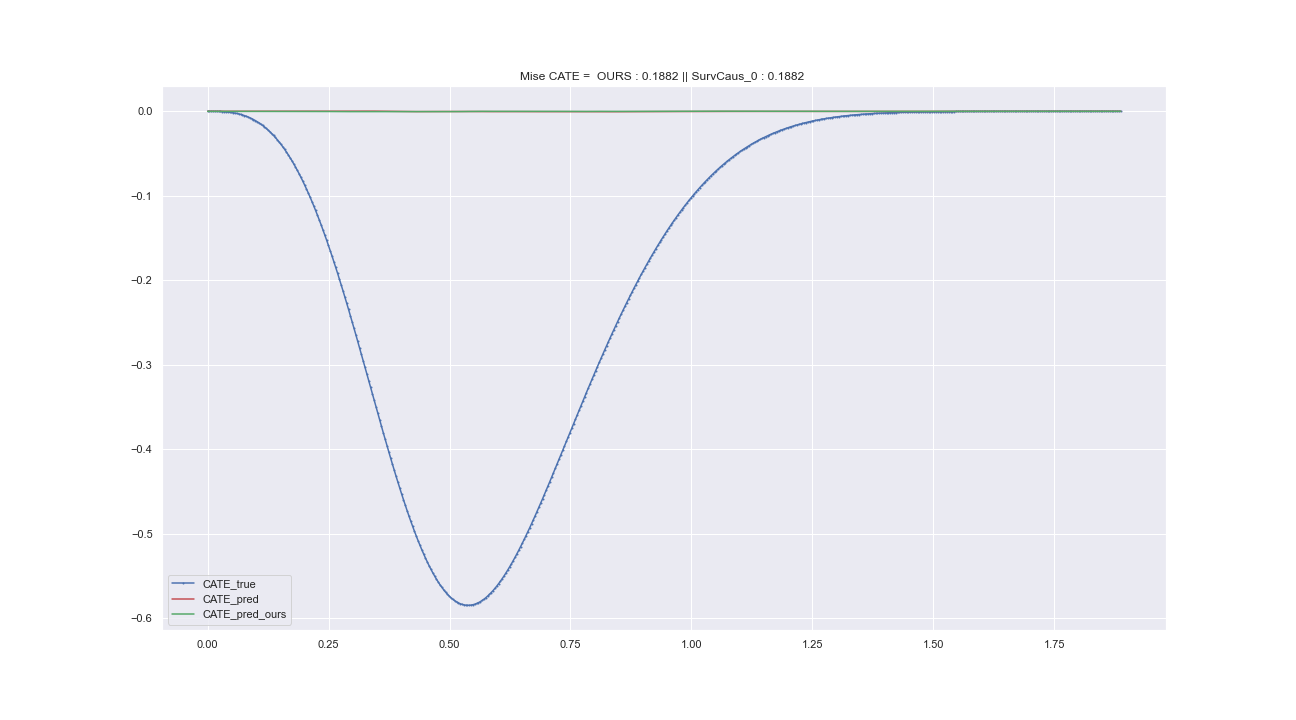 Mise CATE =  OURS : 0.1882 || SurvCaus_0 : 0.1882
0.0
−0.1
−0.2
−0.3
−0.4
−0.5
−0.6
CATE_true
CATE_pred
CATE_pred_ours
0.00 0.25 0.50 0.75 1.00 1.25 1.50 1.75